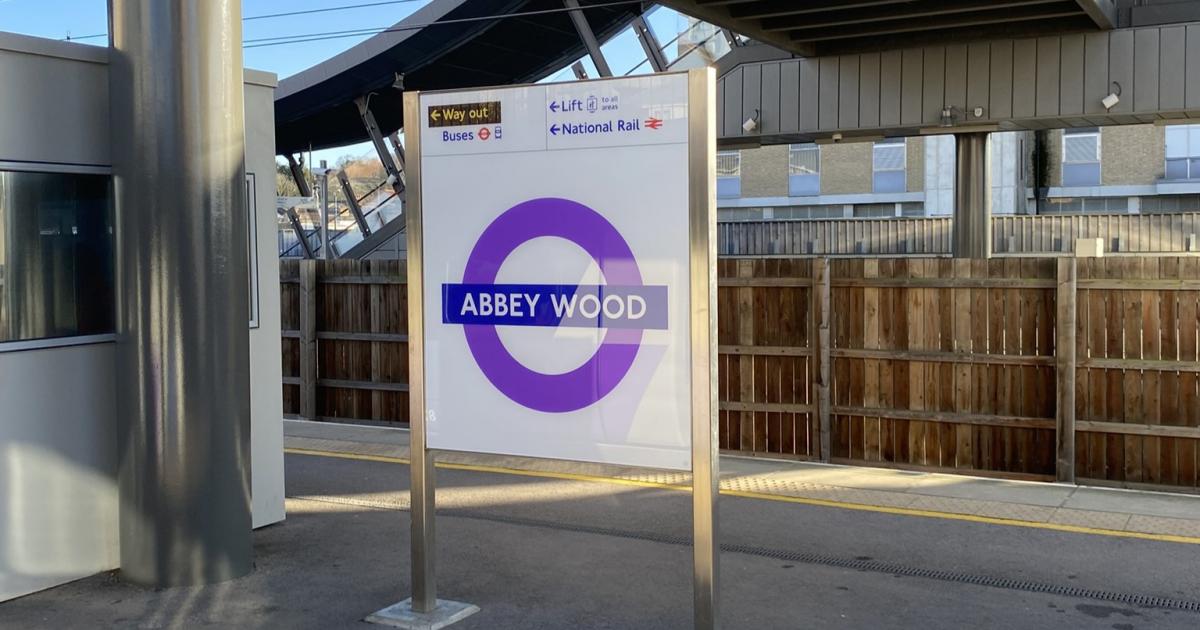 ← Way out
Buses
← Lift to all areas
← National Rail
ABBEY WOOD